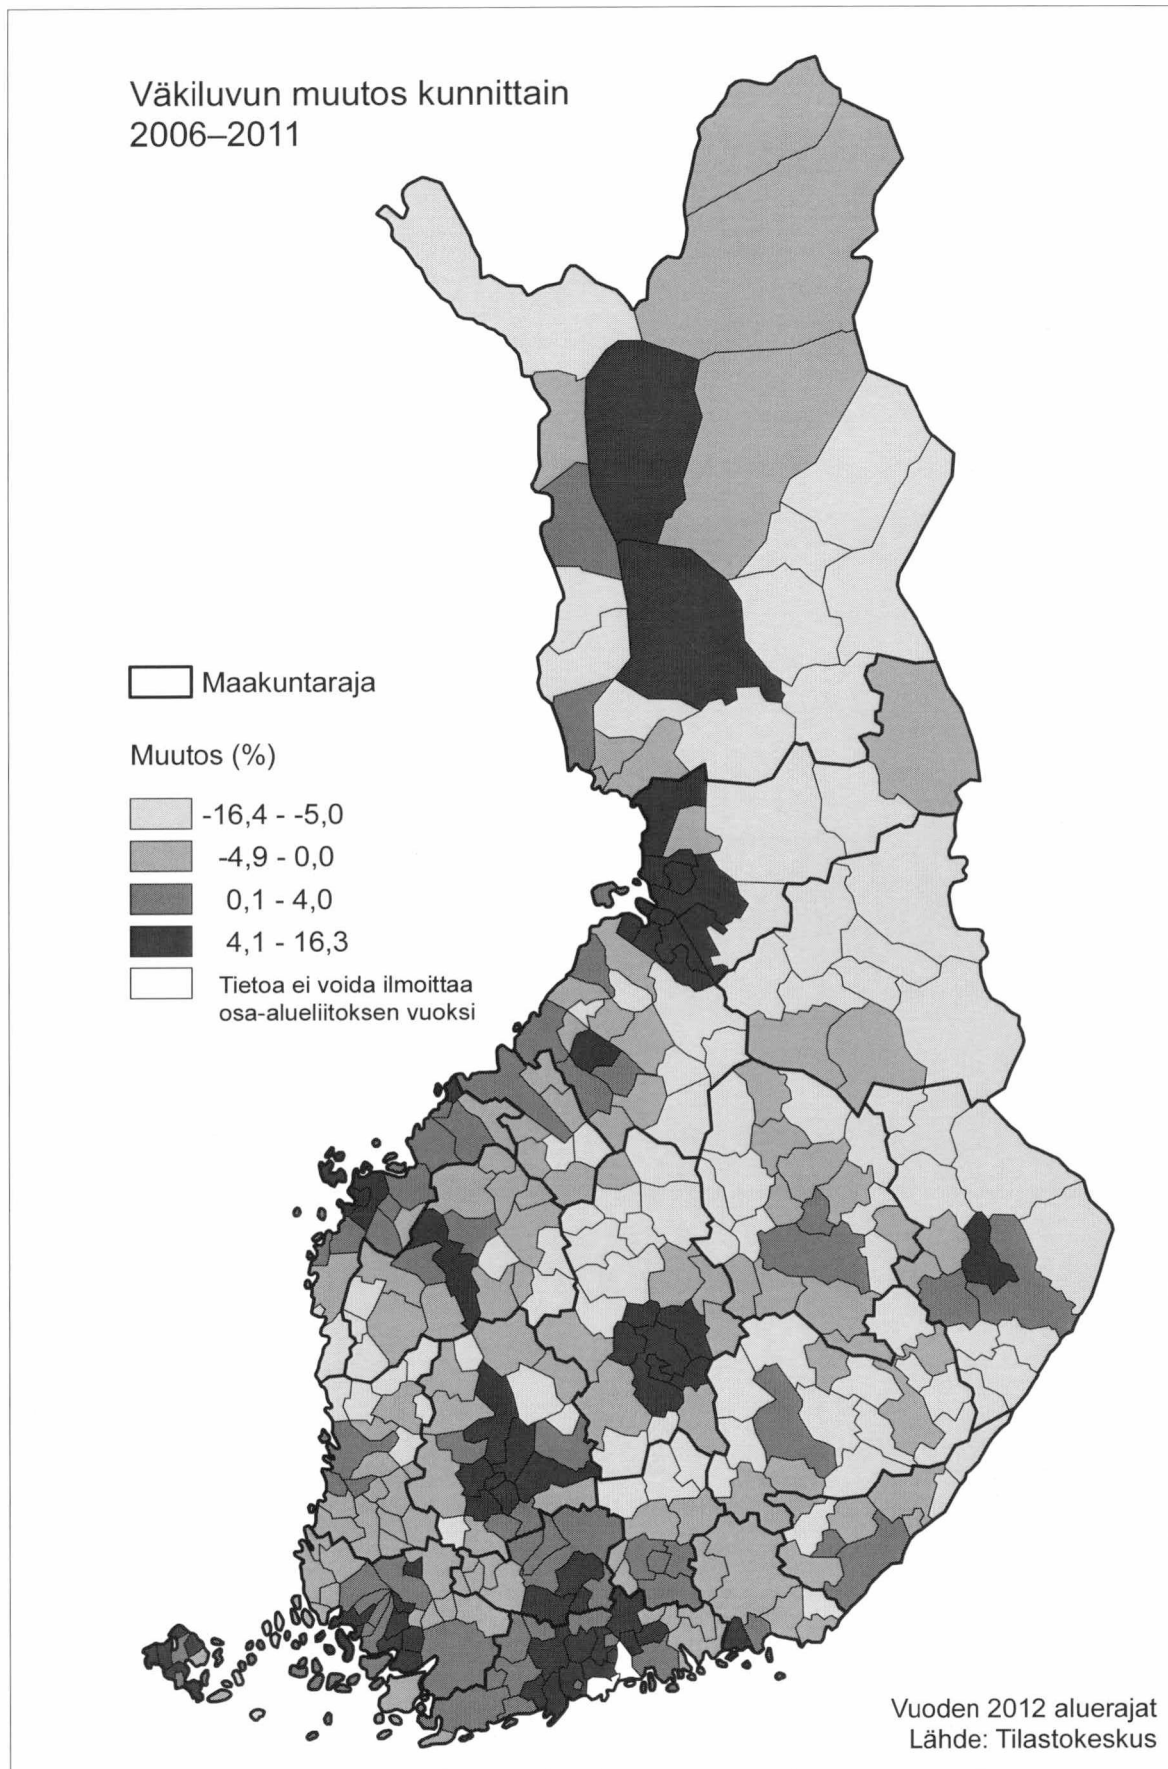 Väkiluvun muutos kunnittain
2006–2011
Maakuntaraja
Muutos (%)
-16,4 - -5,0
-4,9 - 0,0
0,1 - 4,0
4,1 - 16,3
Tietoa ei voida ilmoittaa
osa-alueliitoksen vuoksi
Vuoden 2012 aluerajat
Lähde: Tilastokeskus